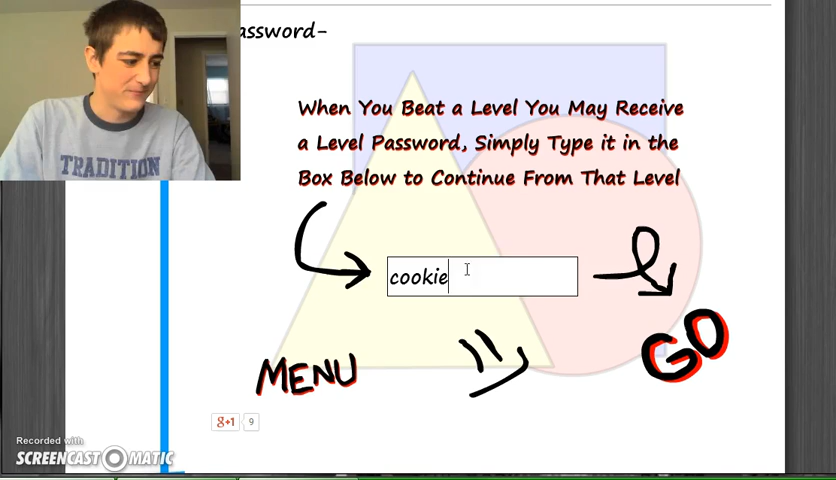 assword-
When You Beat a Level You May Receive
a Level Password, Simply Type it in the
Box Below to Continue From That Level
TRADITION
cookie
GO
MENU
g+1 9
Recorded with
SCREENCAST-O-MATIC